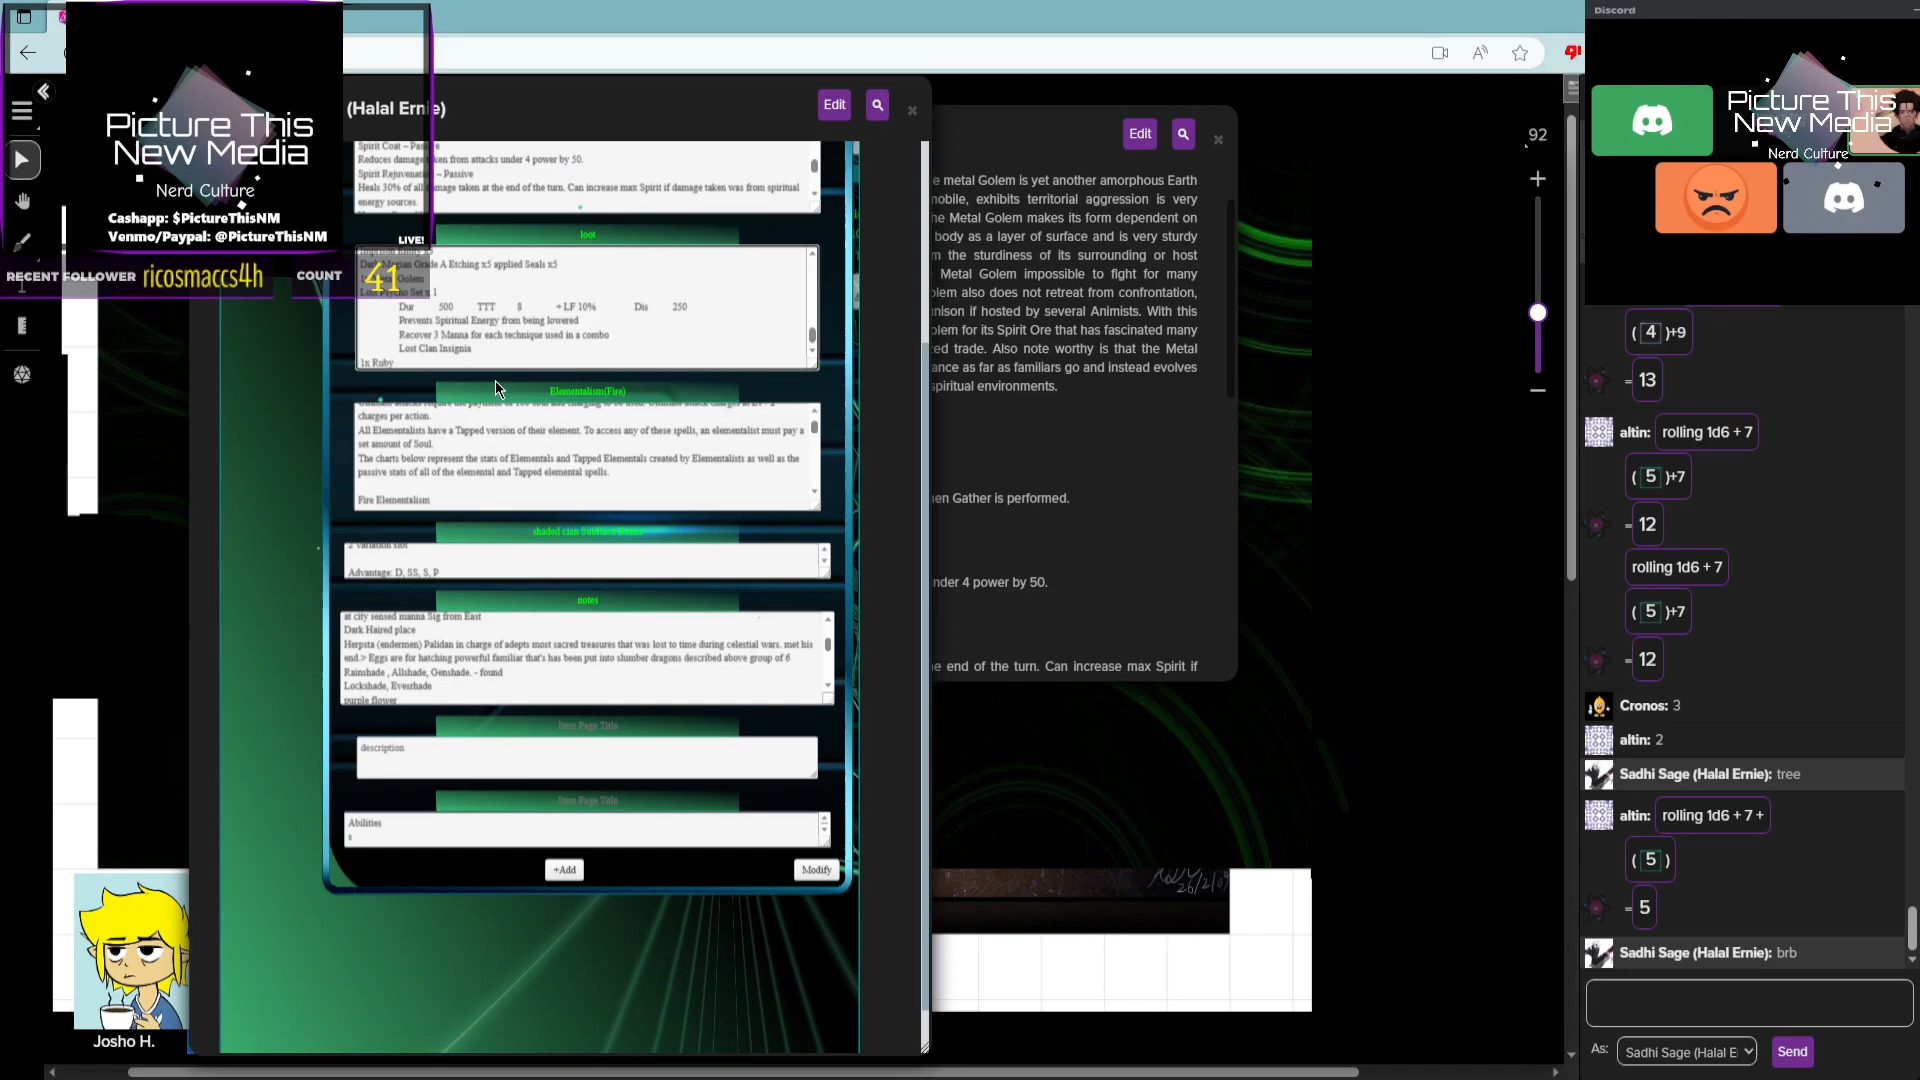 Picture This
New Media
Nerd Culture
Cashapp: $PictureThisNM
Venmo/Paypal: @PictureThisNM
LIVE!
RECENT FOLLOWER ricosmaccs4h COUNT 41
(Halal Ernie)
Edit
Spirit Coat – Passive
Reduces damage taken from attacks under 4 power by 50.
Spirit Rejuvenation – Passive
Heals 30% of all damage taken at the end of the turn. Can increase max Spirit if damage taken was from spiritual
energy sources.
loot
Grade A Etching x5 applied Seals x5
Golem
Lost Psycho Set x 1
Dur 500 TTT 8 + LF 10% Dis 250
Prevents Spiritual Energy from being lowered
Recover 3 Manna for each technique used in a combo
Lost Clan Insignia
1x Ruby
Elementalism(Fire)
charges per action.
All Elementalists have a Tapped version of their element. To access any of these spells, an elementalist must pay a
set amount of Soul.
The charts below represent the stats of Elementals and Tapped Elementals created by Elementalists as well as the
passive stats of all of the elemental and Tapped elemental spells.
Fire Elementalism
shaded clan SubRace
2 variation slot
Advantage: D, SS, S, P
notes
at city sensed manna Sig from East
Dark Haired place
Herpsta (endermen) Palidan in charge of adepts most sacred treasures that was lost to time during celestial wars. met his
end.> Eggs are for hatching powerful familiar that's has been put into slumber dragons described above group of 6
Rainshade , Allshade, Genshade. - found
Lockshade, Evershade
purple flower
Item Page Title
description
Item Page Title
Abilities
s
+Add
Modify
Josho H.
Edit
e metal Golem is yet another amorphous Earth
nobile, exhibits territorial aggression is very
he Metal Golem makes its form dependent on
body as a layer of surface and is very sturdy
m the sturdiness of its surrounding or host
Metal Golem impossible to fight for many
lem also does not retreat from confrontation,
nison if hosted by several Animists. With this
olem for its Spirit Ore that has fascinated many
ed trade. Also note worthy is that the Metal
ance as far as familiars go and instead evolves
spiritual environments.
en Gather is performed.
nder 4 power by 50.
e end of the turn. Can increase max Spirit if
26/2/09
92
Discord
Picture This
New Media
Nerd Culture
( 4 )+9
=13
altin: rolling 1d6 + 7
( 5 )+7
=12
rolling 1d6 + 7
( 5 )+7
=12
Cronos: 3
altin: 2
Sadhi Sage (Halal Ernie): tree
altin: rolling 1d6 + 7 +
( 5 )
=5
Sadhi Sage (Halal Ernie): brb
As: Sadhi Sage (Halal E
Send